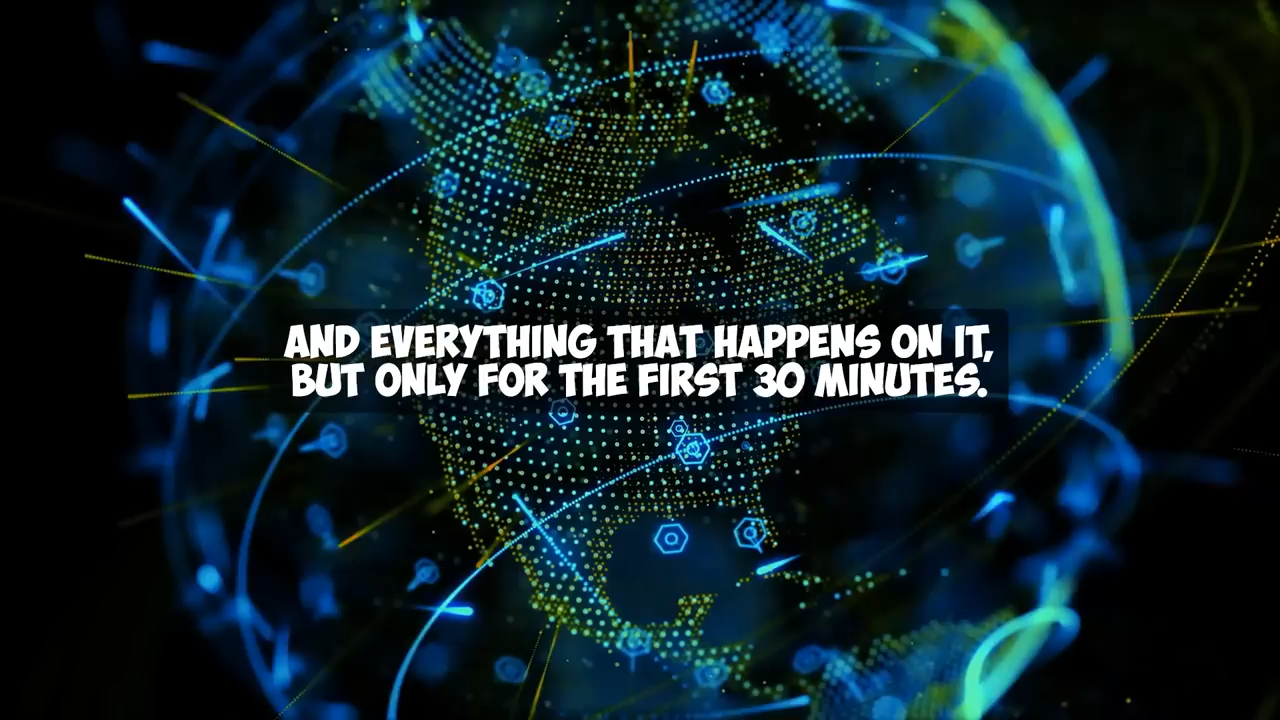 AND EVERYTHING THAT HAPPENS ON IT,
BUT ONLY FOR THE FIRST 30 MINUTES.